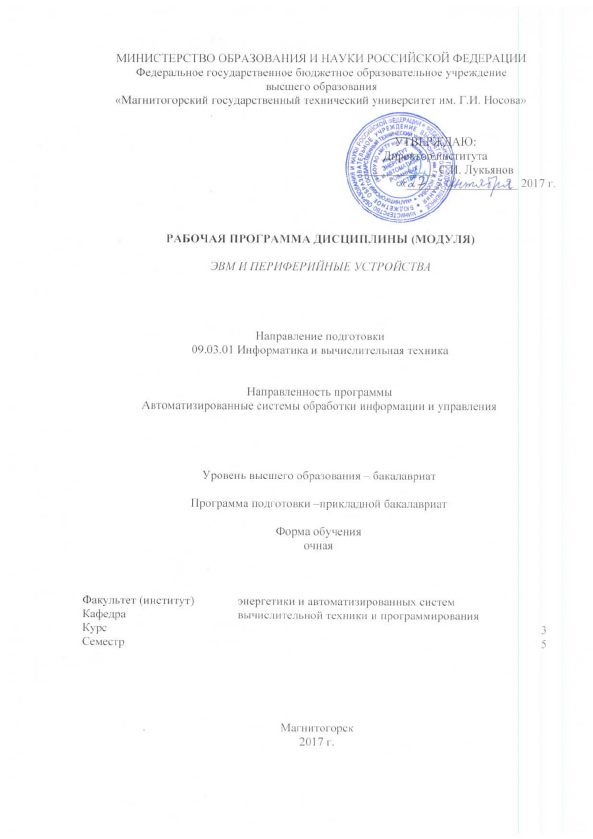 МИНИСТЕРСТВО ОБРАЗОВАНИЯ И НАУКИ РОССИЙСКОЙ ФЕДЕРАЦИИ
Федеральное государственное бюджетное образовательное учреждение
высшего образования
«Магнитогорский государственный технический университет им. Г.И. Носова»
УТВЕРЖДАЮ:
Директор института
С.И. Лукьянов
сентября 2017 г.
РАБОЧАЯ ПРОГРАММА ДИСЦИПЛИНЫ (МОДУЛЯ)
ЭВМ И ПЕРИФЕРИЙНЫЕ УСТРОЙСТВА
Направление подготовки
09.03.01 Информатика и вычислительная техника
Направленность программы
Автоматизированные системы обработки информации и управления
Уровень высшего образования – бакалавриат
Программа подготовки –прикладной бакалавриат
Форма обучения
очная
Факультет (институт) энергетики и автоматизированных систем
Кафедра вычислительной техники и программирования
Курс 3
Семестр 5
Магнитогорск
2017 г.